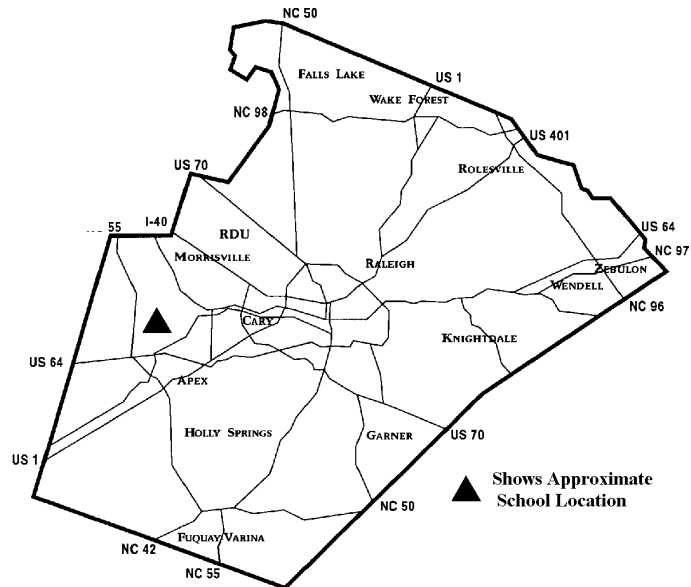 NC 50
FALLS LAKE
US 1
WAKE FOREST
NC 98
US 401
US 70
ROLESVILLE
55
I-40
RDU
US 64
MORRISVILLE
RALEIGH
NC 97
ZEBULON
WENDELL
NC 96
CARY
KNIGHTDALE
US 64
APEX
HOLLY SPRINGS
GARNER
US 70
US 1
Shows Approximate
School Location
NC 50
FUQUAY VARINA
NC 42
NC 55